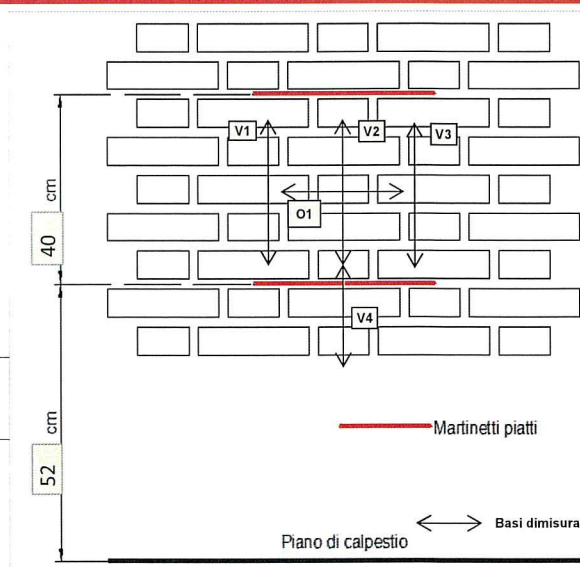 V1
V2
V3
O1
40 cm
V4
52 cm
Martinetti piatti
Basi dimisura
Piano di calpestio